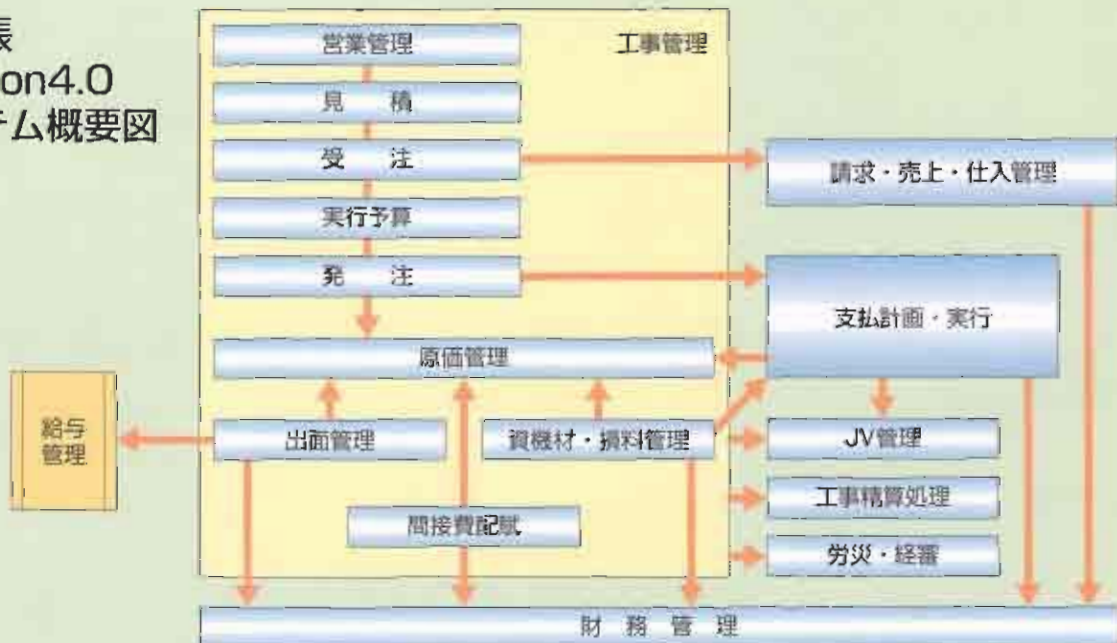 長
on4.0
テム概要図
営業管理
工事管理
見 積
受 注
請求・売上・仕入管理
実行予算
発 注
支払計画・実行
原価管理
給与
管理
出面管理
資機材・損料管理
JV管理
工事精算処理
間接費配賦
労災・経審
財 務 管 理